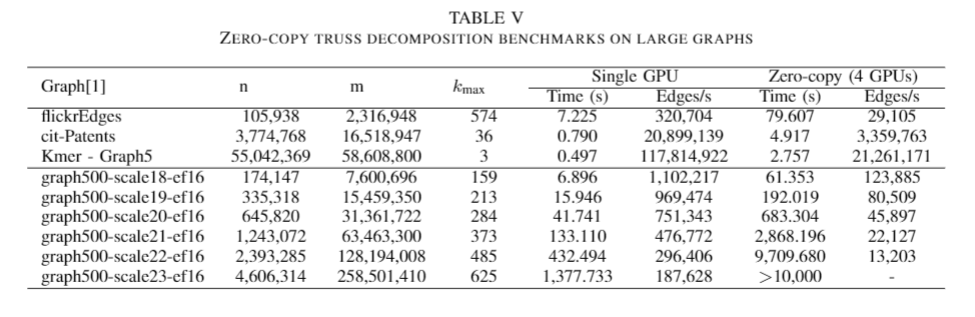 TABLE V
ZERO-COPY TRUSS DECOMPOSITION BENCHMARKS ON LARGE GRAPHS
Graph[1] n m kmax Single GPU Zero-copy (4 GPUs)
Time (s) Edges/s Time (s) Edges/s
flickrEdges 105,938 2,316,948 574 7.225 320,704 79.607 29,105
cit-Patents 3,774,768 16,518,947 36 0.790 20,899,139 4.917 3,359,763
Kmer - Graph5 55,042,369 58,608,800 3 0.497 117,814,922 2.757 21,261,171
graph500-scale18-ef16 174,147 7,600,696 159 6.896 1,102,217 61.353 123,885
graph500-scale19-ef16 335,318 15,459,350 213 15.946 969,474 192.019 80,509
graph500-scale20-ef16 645,820 31,361,722 284 41.741 751,343 683.304 45,897
graph500-scale21-ef16 1,243,072 63,463,300 373 133.110 476,772 2,868.196 22,127
graph500-scale22-ef16 2,393,285 128,194,008 485 432.494 296,406 9,709.680 13,203
graph500-scale23-ef16 4,606,314 258,501,410 625 1,377.733 187,628 >10,000 -